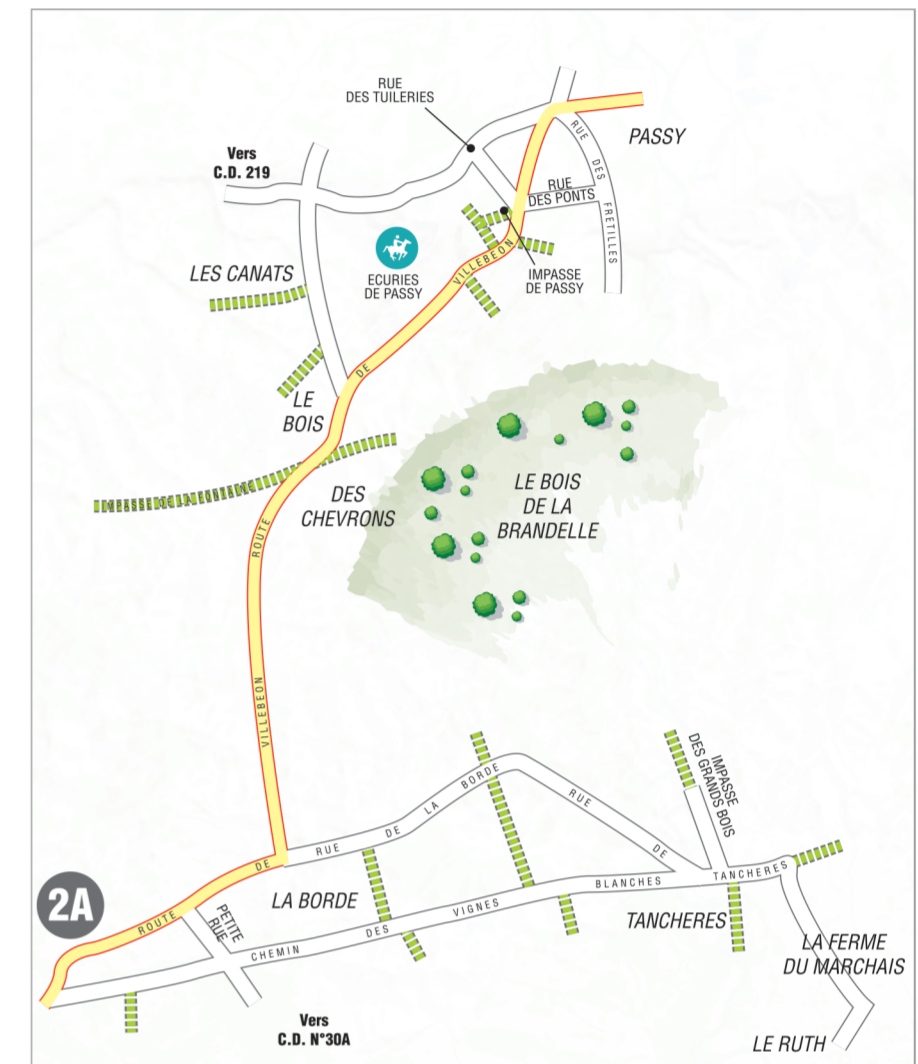 RUE
DES TUILERIES
PASSY
Vers
C.D. 219
RUE DES FRETILLES
RUE
DES PONTS
LES CANATS
ECURIES
DE PASSY
IMPASSE
DE PASSY
ROUTE DE VILLEBEON
LE
BOIS
DES
CHEVRONS
LE BOIS
DE LA
BRANDELLE
ROUTE DE VILLEBEON
RUE DE LA BORDE
RUE DE TANCHERES
IMPASSE
DES GRANDS BOIS
2A
PETITE
RUE
LA BORDE
CHEMIN DES VIGNES BLANCHES
TANCHERES
LA FERME
DU MARCHAIS
Vers
C.D. N°30A
LE RUTH